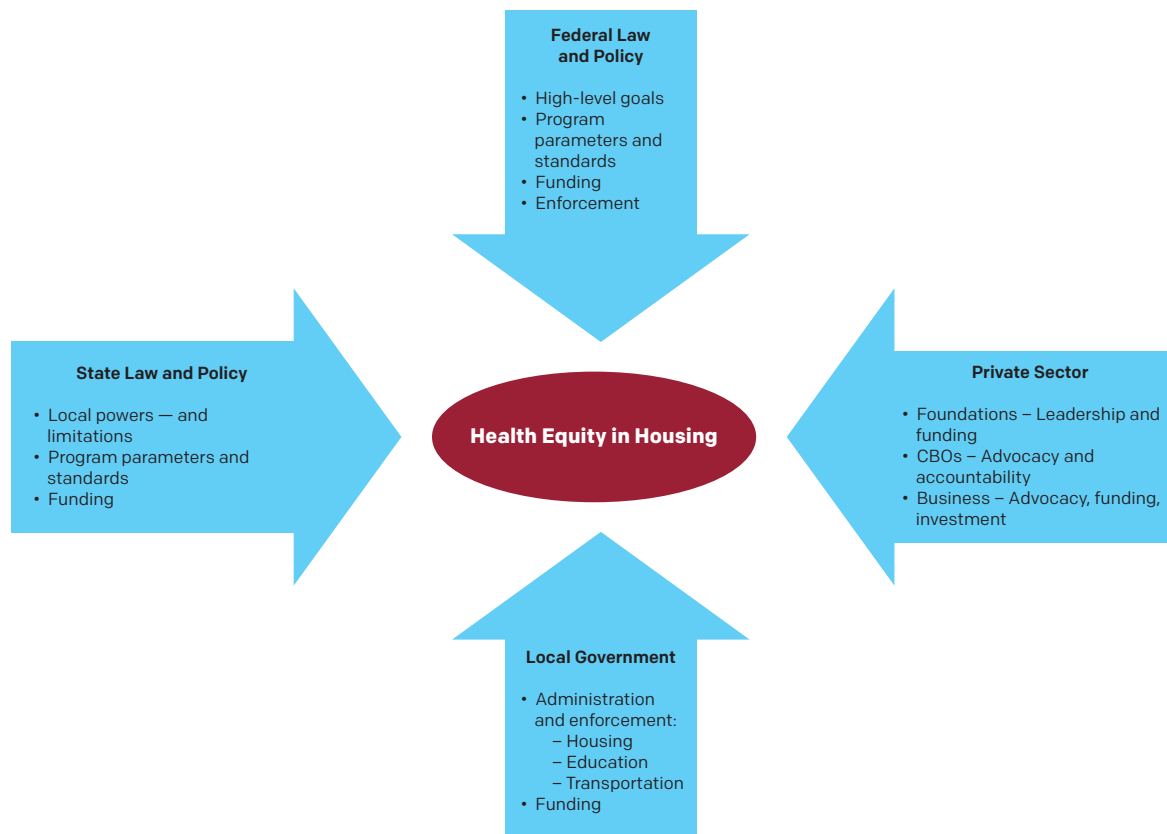 Federal Law
and Policy
• High-level goals
• Program
parameters and
standards
• Funding
• Enforcement
State Law and Policy
• Local powers — and
limitations
• Program parameters and
standards
• Funding
Health Equity in Housing
Private Sector
• Foundations – Leadership and
funding
• CBOs – Advocacy and
accountability
• Business – Advocacy, funding,
investment
Local Government
• Administration
and enforcement:
– Housing
– Education
– Transportation
• Funding